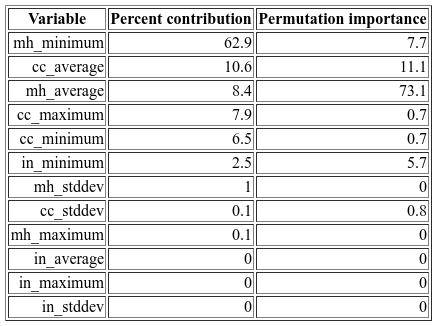 Variable Percent contribution Permutation importance
mh_minimum 62.9 7.7
cc_average 10.6 11.1
mh_average 8.4 73.1
cc_maximum 7.9 0.7
cc_minimum 6.5 0.7
in_minimum 2.5 5.7
mh_stddev 1 0
cc_stddev 0.1 0.8
mh_maximum 0.1 0
in_average 0 0
in_maximum 0 0
in_stddev 0 0